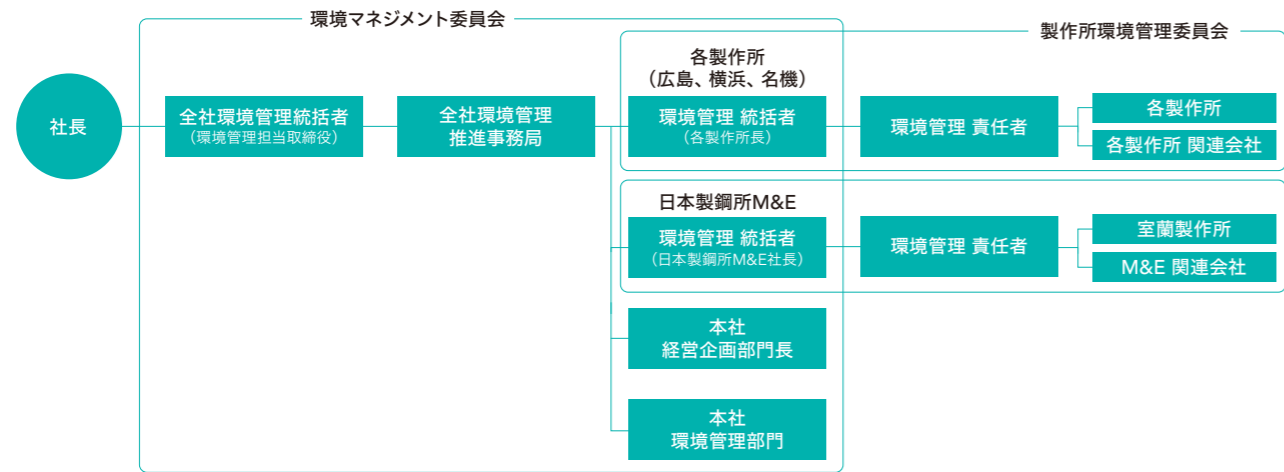 環境マネジメント委員会
製作所環境管理委員会
社長
全社環境管理統括者
（環境管理担当取締役）
全社環境管理
推進事務局
各製作所
（広島、横浜、名機）
環境管理 統括者
（各製作所長）
環境管理 責任者
各製作所
各製作所 関連会社
日本製鋼所M&E
環境管理 統括者
（日本製鋼所M&E社長）
環境管理 責任者
室蘭製作所
M&E 関連会社
本社
経営企画部門長
本社
環境管理部門